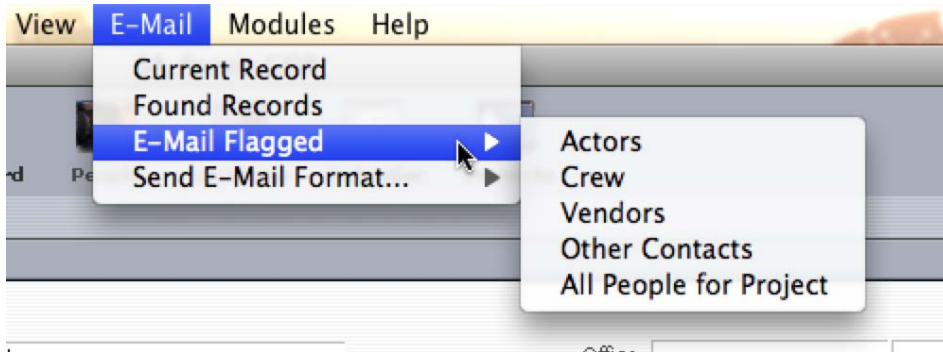 View E-Mail Modules Help
Current Record
Found Records
E-Mail Flagged
Send E-Mail Format...
Actors
Crew
Vendors
Other Contacts
All People for Project
Office